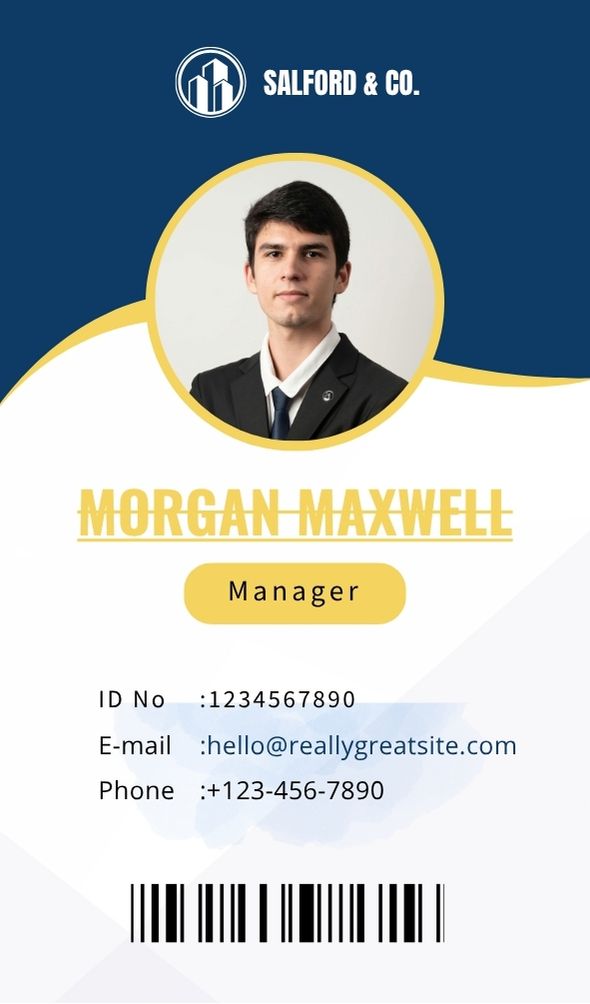 SALFORD & CO.
MORGAN MAXWELL
Manager
ID No :1234567890
E-mail :hello@reallygreatsite.com
Phone :+123-456-7890